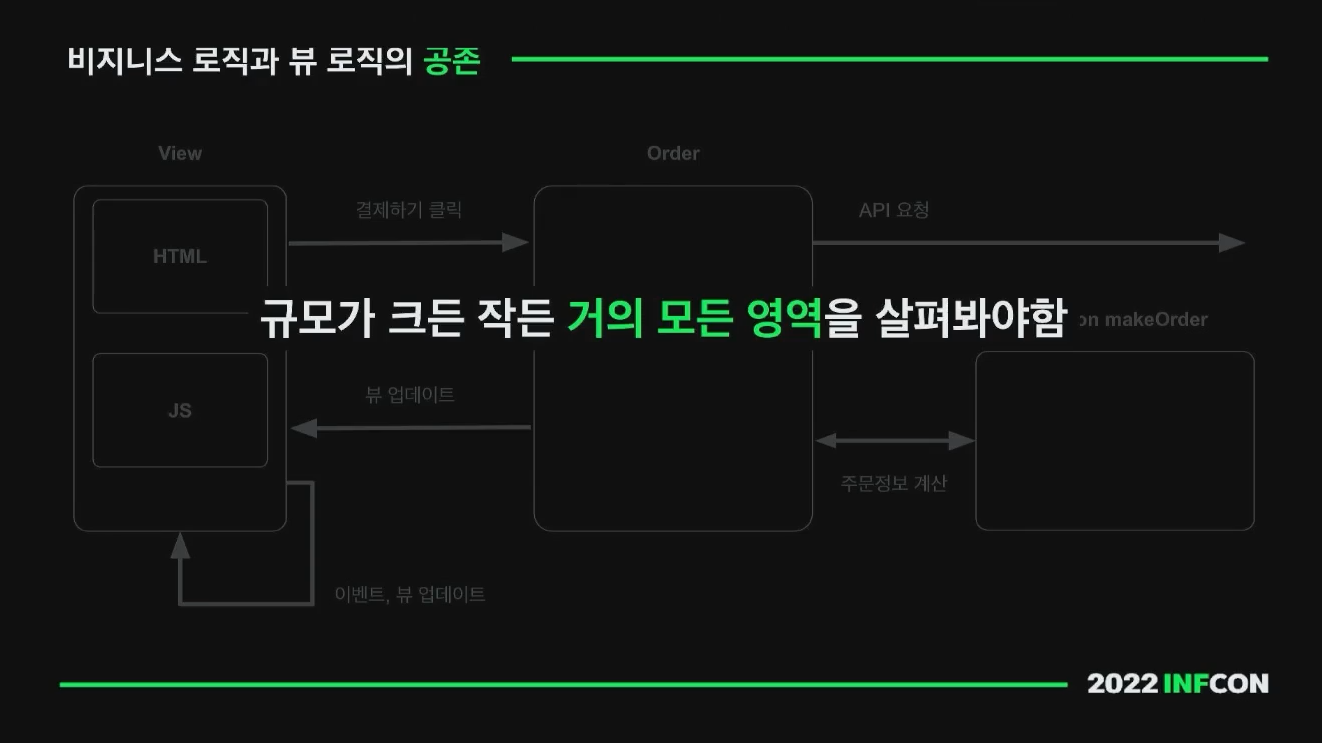 비지니스 로직과 뷰 로직의 공존
View
Order
결제하기 클릭
API 요청
HTML
규모가 크든 작든 거의 모든 영역을 살펴봐야함
on makeOrder
뷰 업데이트
JS
주문정보 계산
이벤트, 뷰 업데이트
2022 INFCON